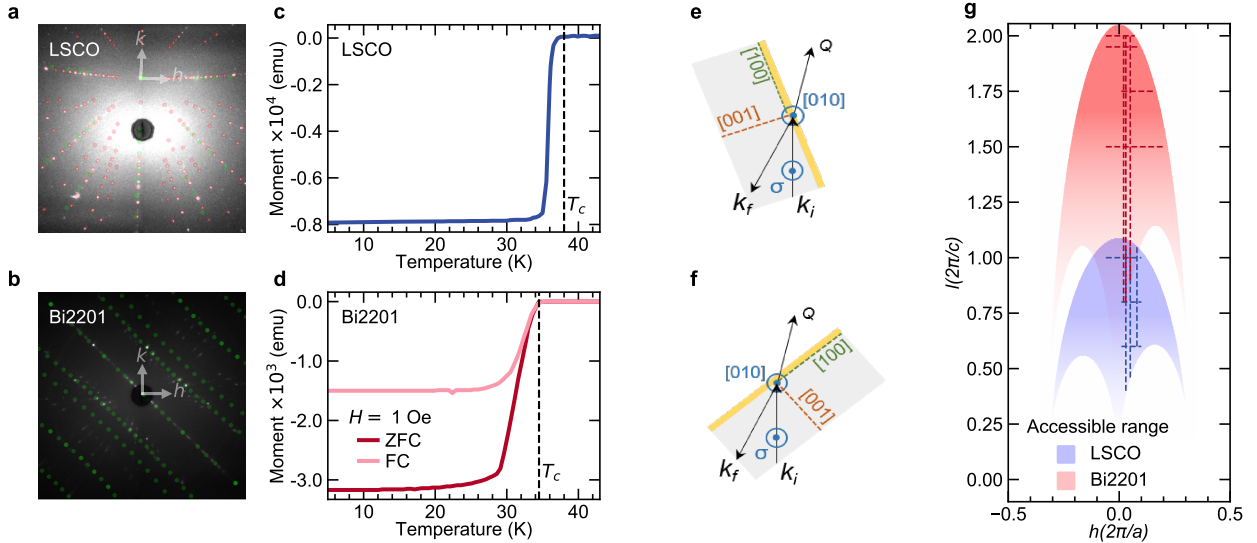 a
LSCO
k
h
b
Bi2201
k
h
c
LSCO
Moment ×10⁴ (emu)
0.0
-0.2
-0.4
-0.6
-0.8
T_c
10
20
30
40
Temperature (K)
d
Bi2201
Moment ×10³ (emu)
0.0
-1.0
-2.0
-3.0
H = 1 Oe
ZFC
FC
T_c
10
20
30
40
Temperature (K)
e
Q
[100]
[010]
[001]
σ
k_f
k_i
f
Q
[100]
[010]
[001]
σ
k_f
k_i
g
l(2π/c)
2.00
1.75
1.50
1.25
1.00
0.75
0.50
0.25
0.00
Accessible range
LSCO
Bi2201
−0.5
0.0
0.5
h(2π/a)